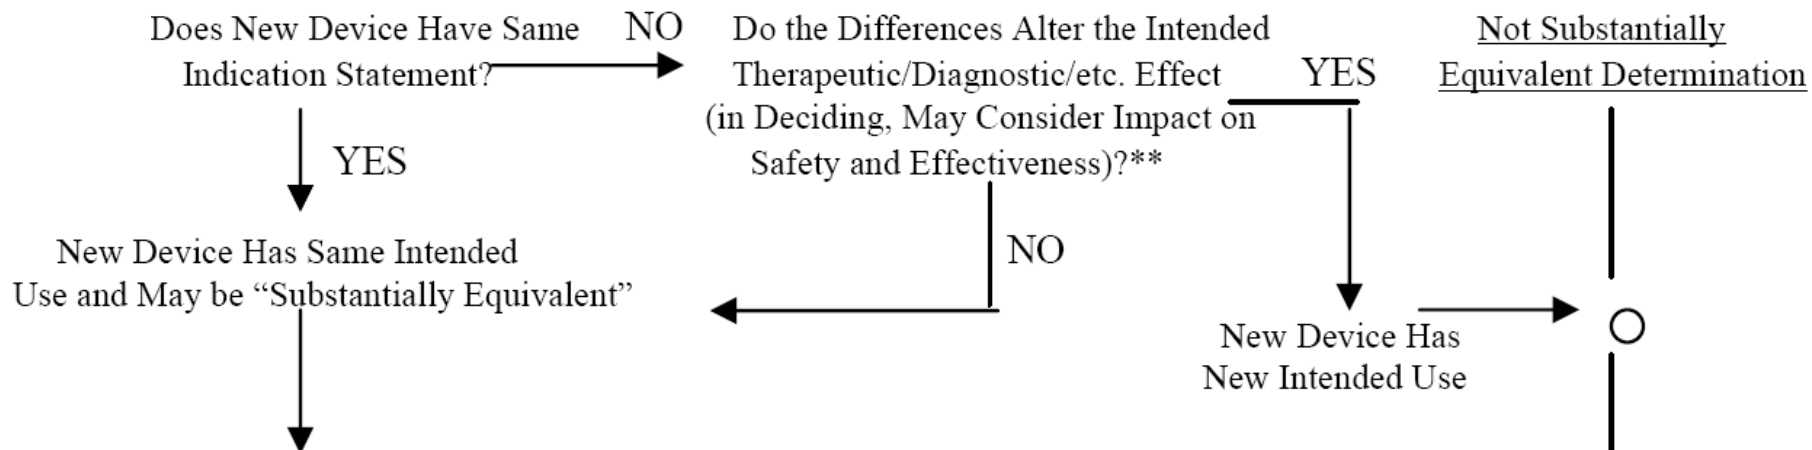 Does New Device Have Same
Indication Statement?
NO
Do the Differences Alter the Intended
Therapeutic/Diagnostic/etc. Effect
(in Deciding, May Consider Impact on
Safety and Effectiveness)?**
YES
Not Substantially
Equivalent Determination
YES
New Device Has Same Intended
Use and May be “Substantially Equivalent”
NO
New Device Has
New Intended Use